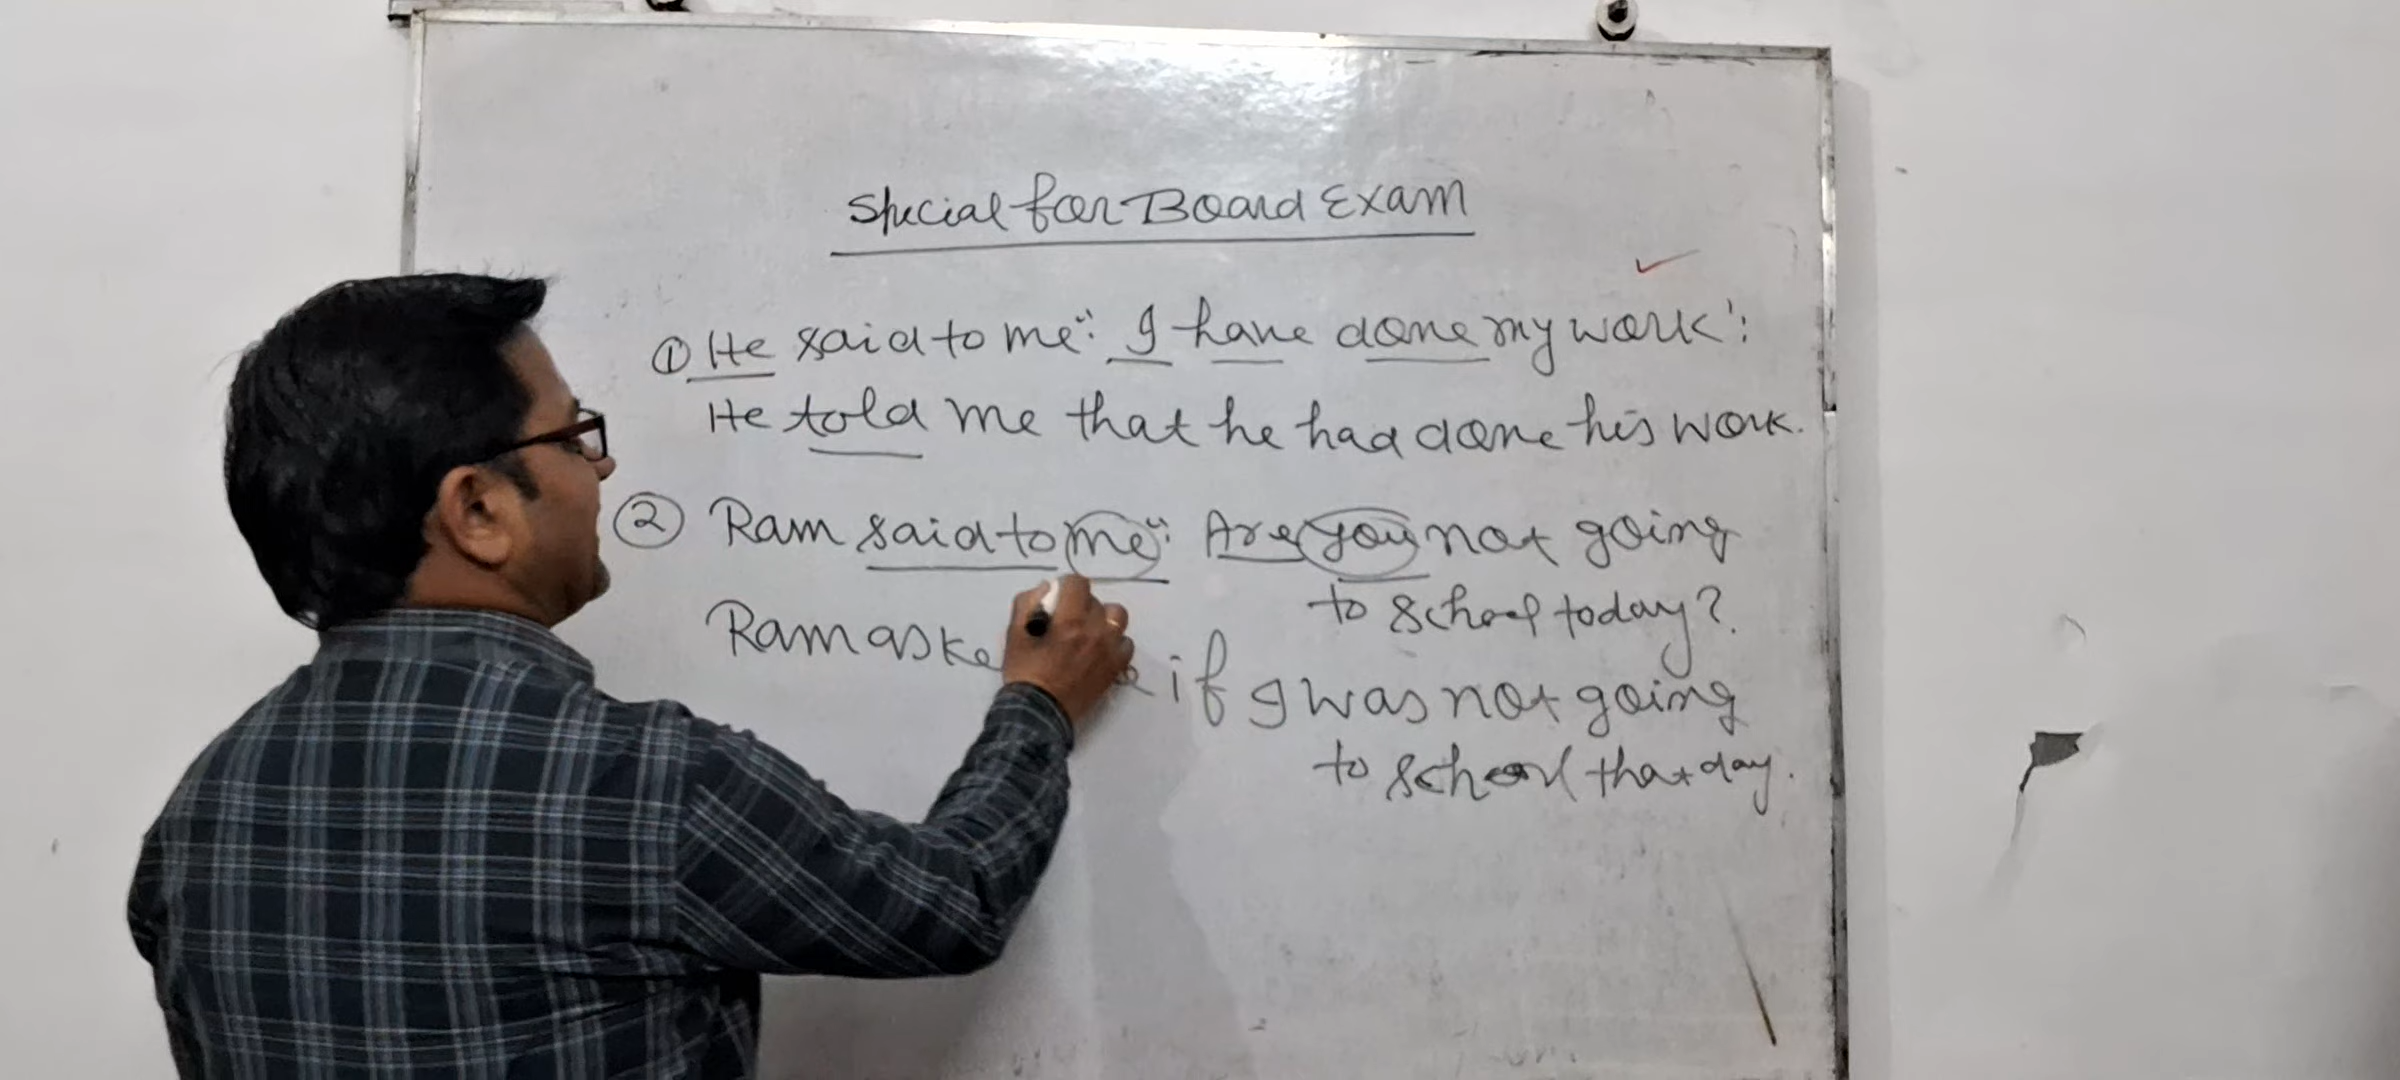 Special for Board Exam
① He said to me: "I have done my work".
He told me that he had done his work.
② Ram said to me": Are you not going
to school today?
Ram aske if I was not going
to school that day.